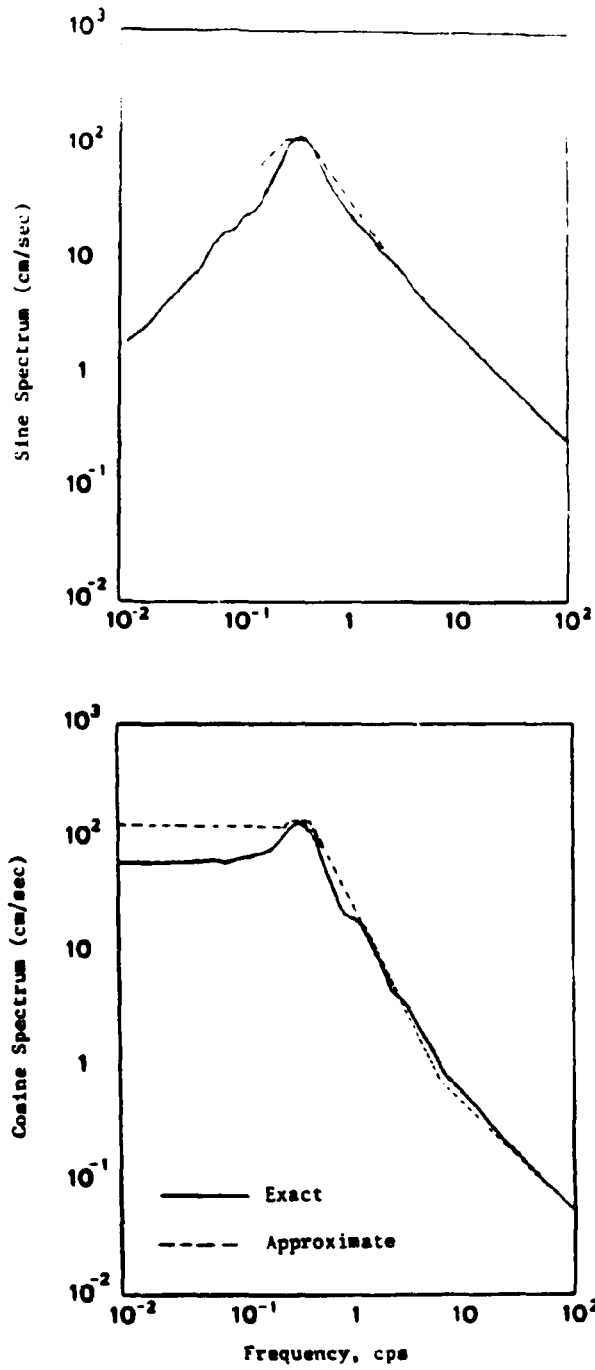 10³
10²
10
1
10⁻¹
10⁻²
Sine Spectrum (cm/sec)
10⁻² 10⁻¹ 1 10 10²
10³
10²
10
1
10⁻¹
10⁻²
Cosine Spectrum (cm/sec)
Exact
Approximate
10⁻² 10⁻¹ 1 10 10²
Frequency, cps